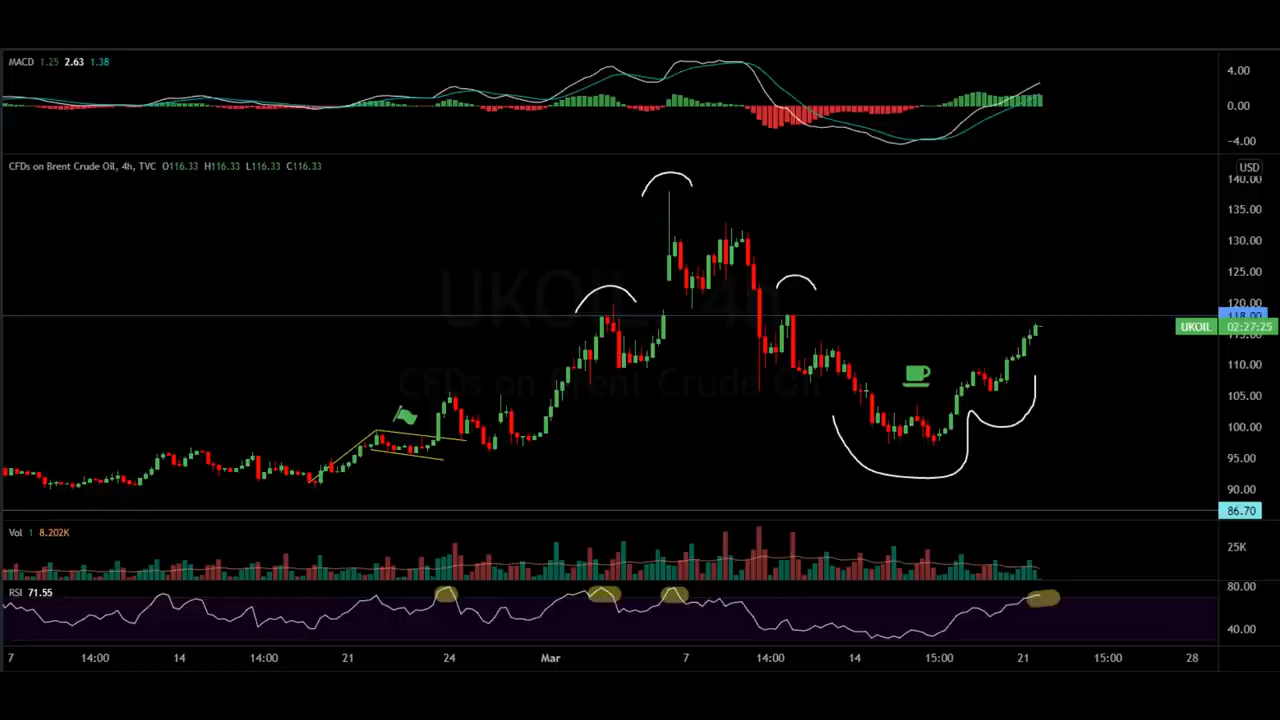 MACD 1.25 2.63 1.38
4.00
0.00
-4.00
CFDs on Brent Crude Oil, 4h, TVC O116.33 H116.33 L116.33 C116.33
USD
140.00
135.00
130.00
125.00
120.00
118.00
UKOIL 02:27:25
115.00
110.00
105.00
100.00
95.00
90.00
86.70
UKOIL, 4h
CFDs on Brent Crude Oil
Vol 1 8.202K
25K
RSI 71.55
80.00
40.00
7 14:00 14 14:00 21 24 Mar 7 14:00 14 15:00 21 15:00 28